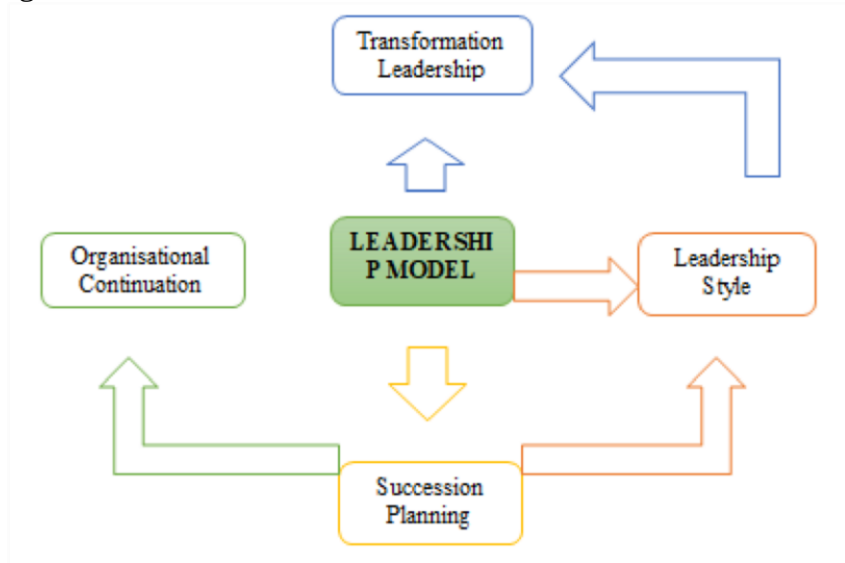 Transformation
Leadership
LEADERSHI
P MODEL
Organisational
Continuation
Leadership
Style
Succession
Planning